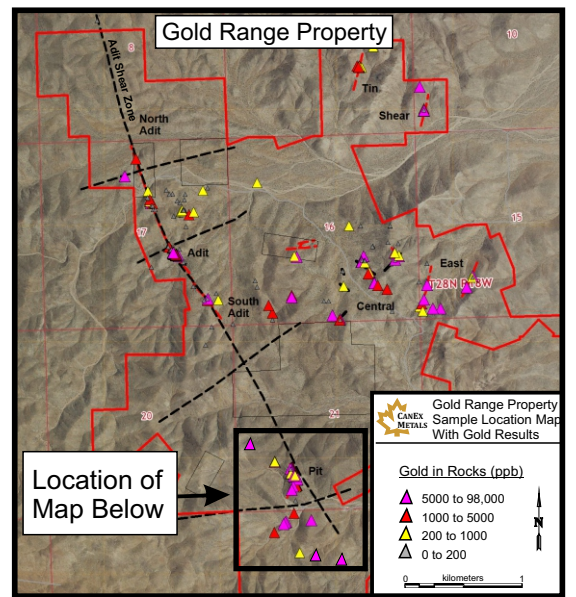 Gold Range Property
8
10
Adit Shear Zone
North
Adit
Tin
Shear
17
16
15
Adit
East
T28N R18W
South
Adit
Central
20
21
Pit
Location of
Map Below
CANEX
METALS
Gold Range Property
Sample Location Map
With Gold Results
Gold in Rocks (ppb)
5000 to 98,000
1000 to 5000
200 to 1000
0 to 200
N
kilometers
0 1